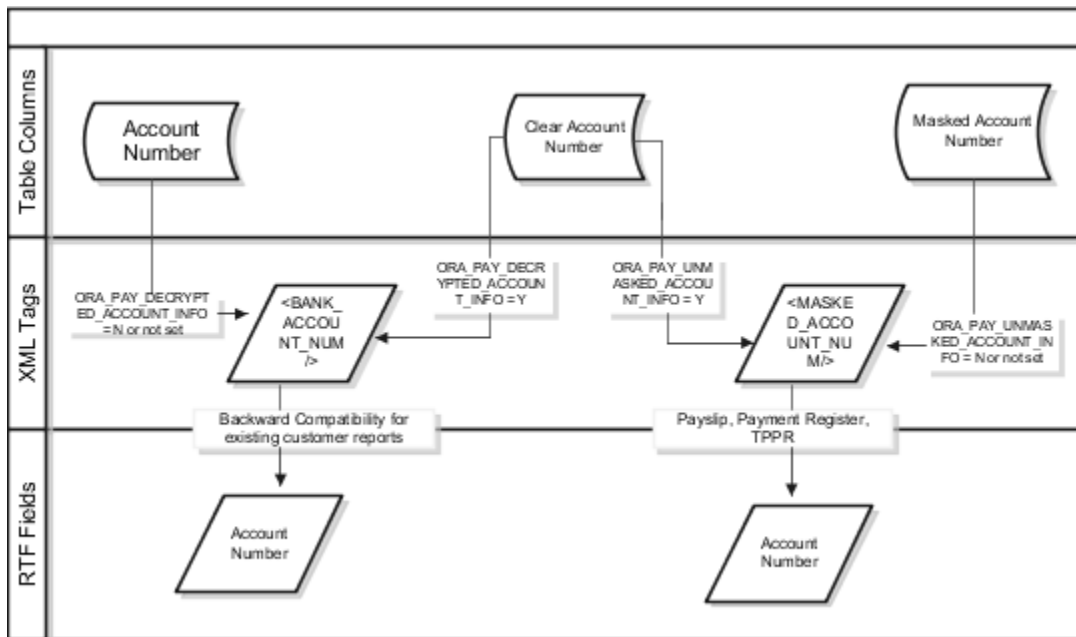 Table Columns
Account
Number
Clear Account
Number
Masked Account
Number
XML Tags
ORA_PAY_DECRYPT
ED_ACCOUNT_INFO
= N or not set
<BANK_
ACCOU
NT_NUM
/>
ORA_PAY_DECR
YPTED_ACCOUN
T_INFO = Y
ORA_PAY_UNM
ASKED_ACCOU
NT_INFO = Y
<MASKE
D_ACCO
UNT_NU
M/>
ORA_PAY_UNMAS
KED_ACCOUNT_IN
FO = N or not set
Backward Compatibility for
existing customer reports
Payslip, Payment Register,
TPPR
RTF Fields
Account
Number
Account
Number